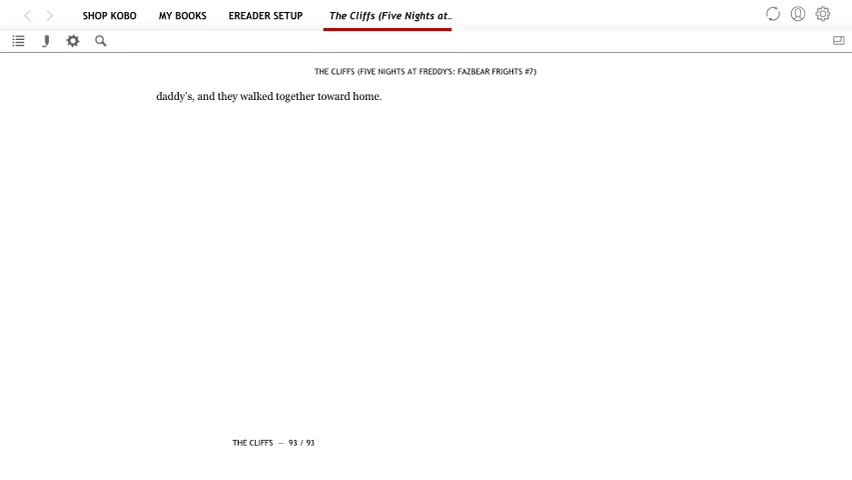 SHOP KOBO MY BOOKS EREADER SETUP The Cliffs (Five Nights at..
THE CLIFFS (FIVE NIGHTS AT FREDDY'S: FAZBEAR FRIGHTS #7)
daddy's, and they walked together toward home.
THE CLIFFS — 93 / 93